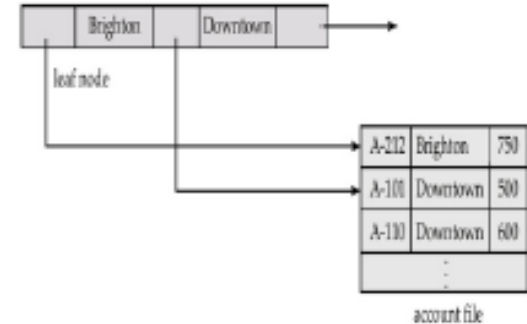 Brighton Downtown
leaf node
A-212 Brighton 750
A-101 Downtown 500
A-110 Downtown 600
account file